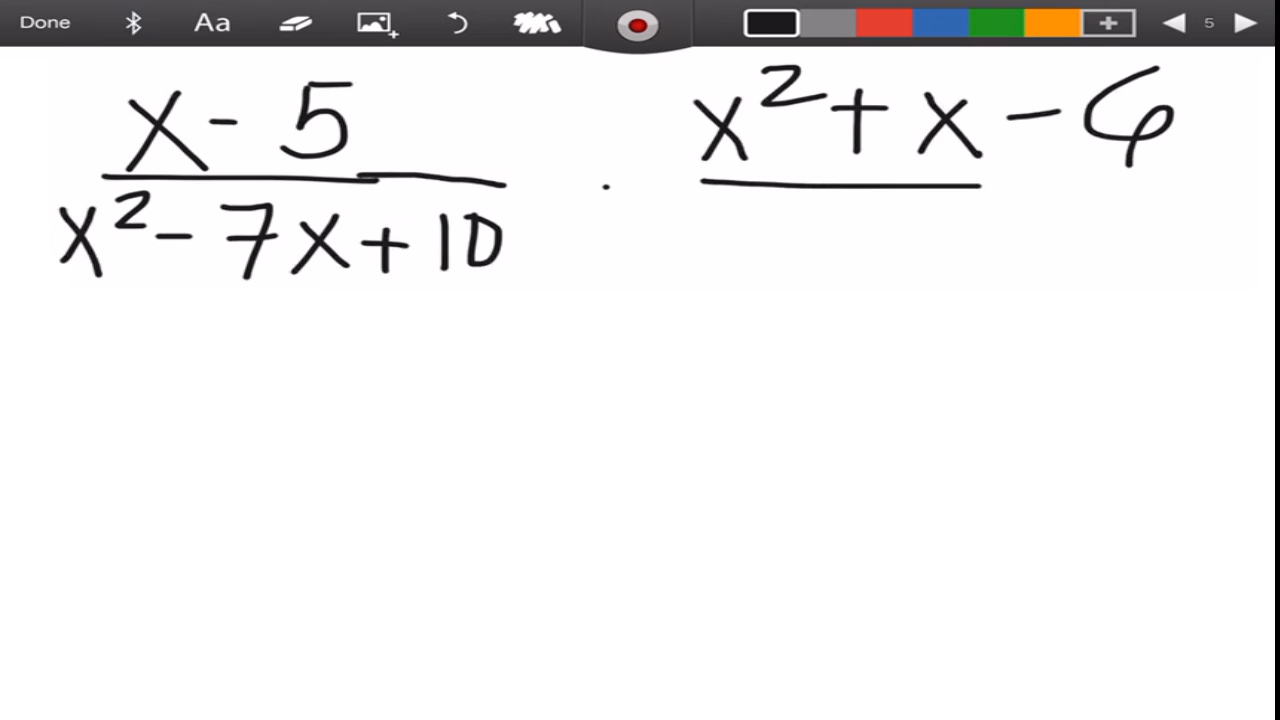 Done Aa 5
x - 5 · x² + x - 6
x² - 7x + 10